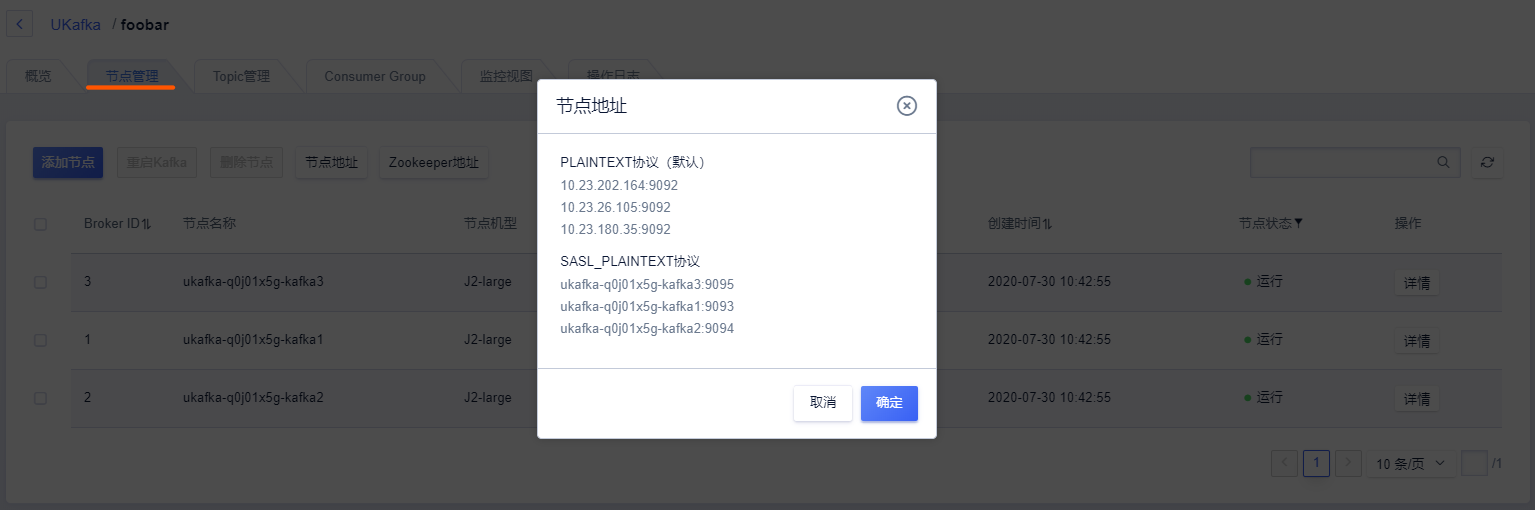 UKafka / foobar
概览 节点管理 Topic管理 Consumer Group 监控视图 操作日志
节点地址
PLAINTEXT协议（默认）
10.23.202.164:9092
10.23.26.105:9092
10.23.180.35:9092
SASL_PLAINTEXT协议
ukafka-q0j01x5g-kafka3:9095
ukafka-q0j01x5g-kafka1:9093
ukafka-q0j01x5g-kafka2:9094
取消 确定
添加节点 重启Kafka 删除节点 节点地址 Zookeeper地址
Broker ID 节点名称 节点机型 创建时间 节点状态 操作
3 ukafka-q0j01x5g-kafka3 J2-large 2020-07-30 10:42:55 运行 详情
1 ukafka-q0j01x5g-kafka1 J2-large 2020-07-30 10:42:55 运行 详情
2 ukafka-q0j01x5g-kafka2 J2-large 2020-07-30 10:42:55 运行 详情
1 10 条/页 /1